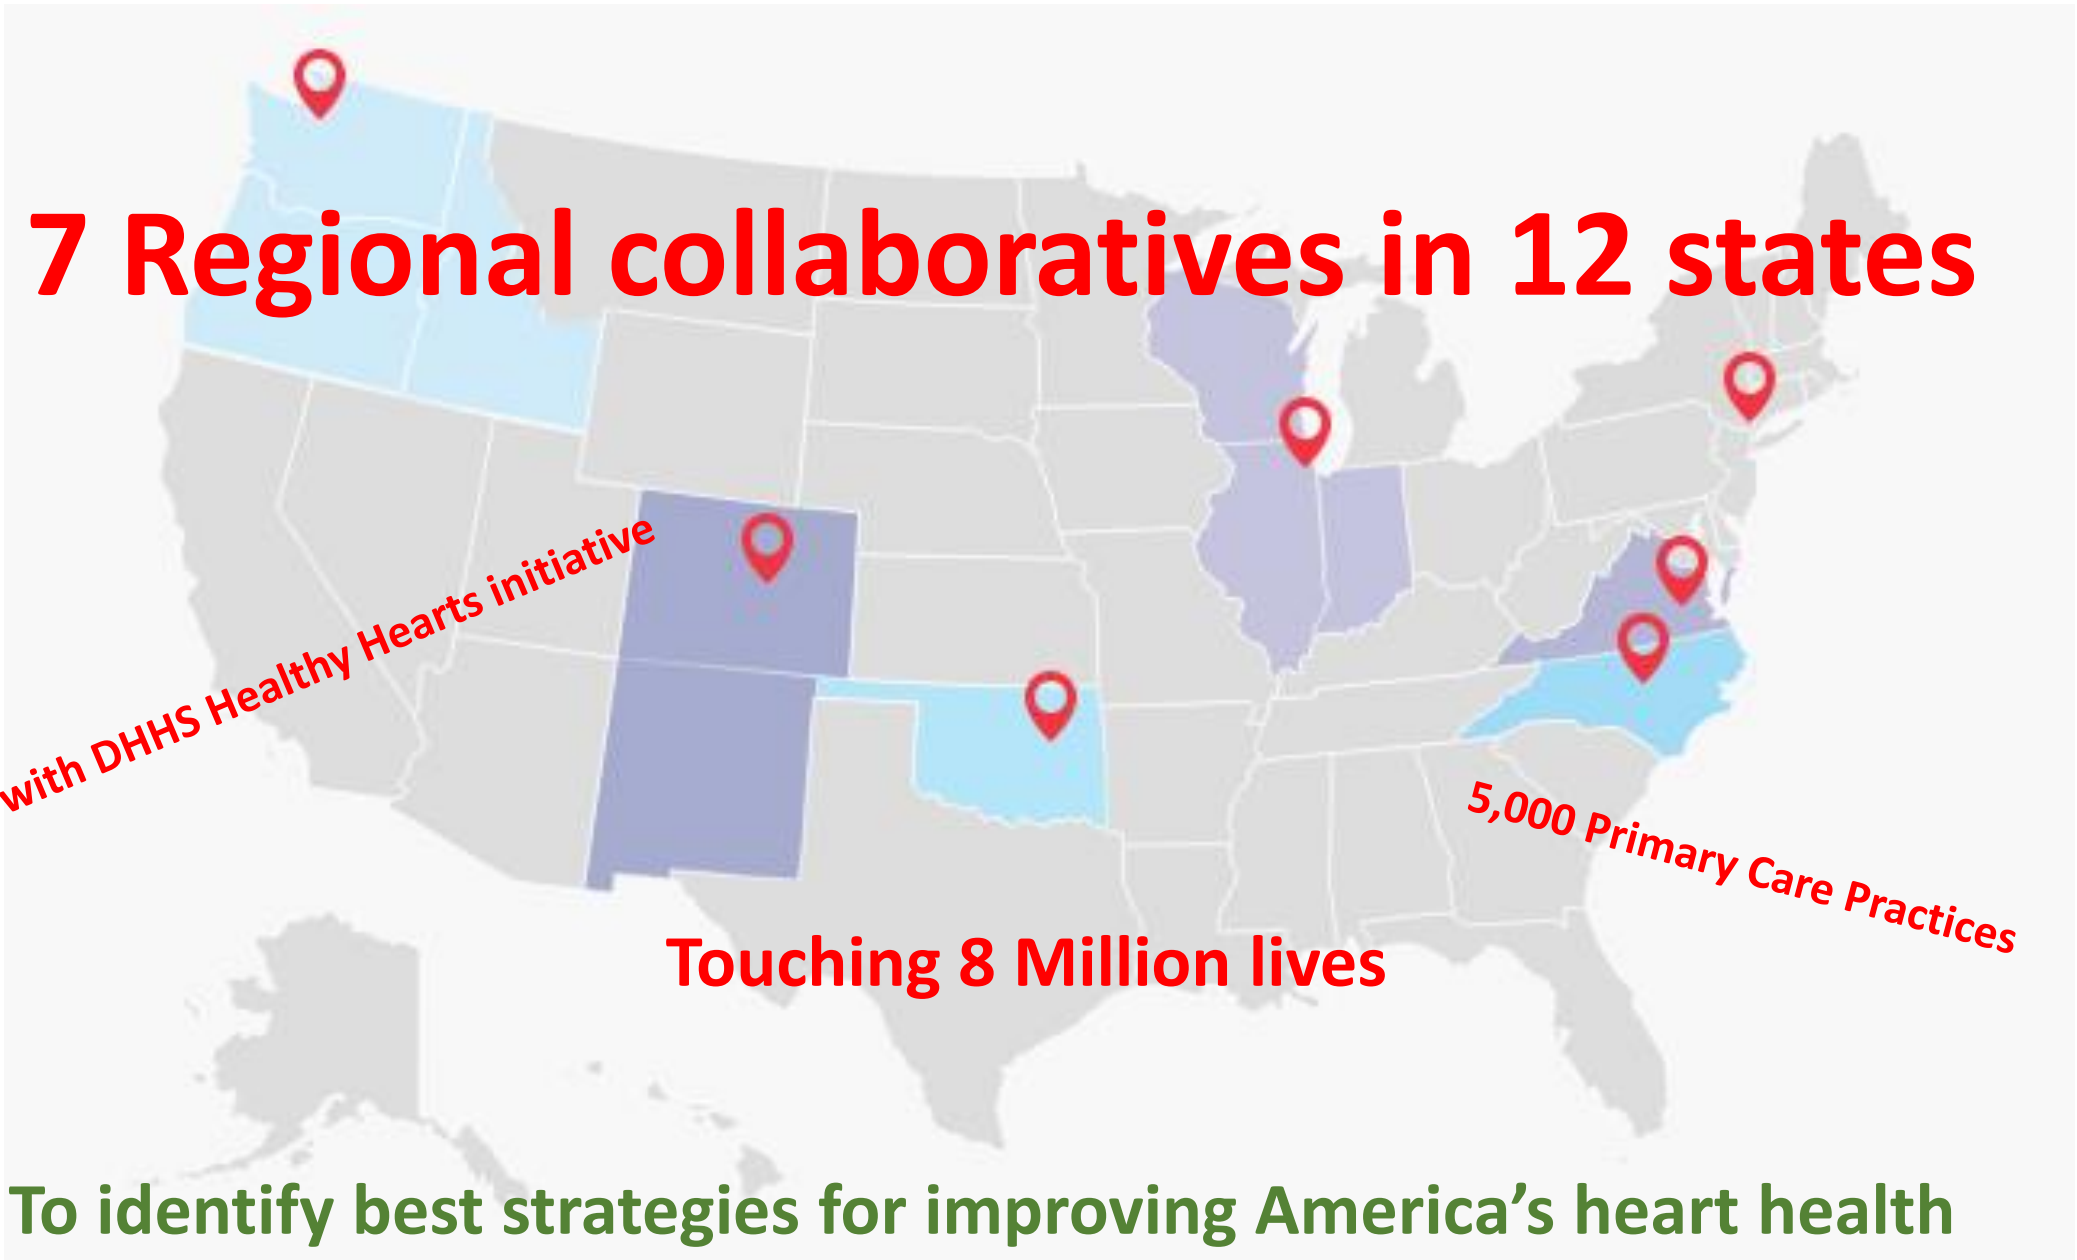 7 Regional collaboratives in 12 states
with DHHS Healthy Hearts initiative
5,000 Primary Care Practices
Touching 8 Million lives
To identify best strategies for improving America’s heart health